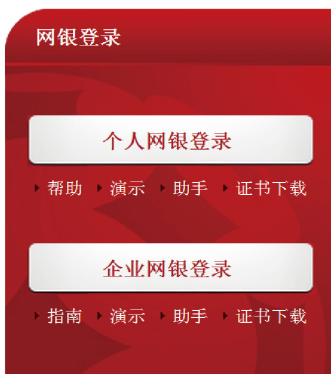 网银登录
个人网银登录
帮助 演示 助手 证书下载
企业网银登录
指南 演示 助手 证书下载